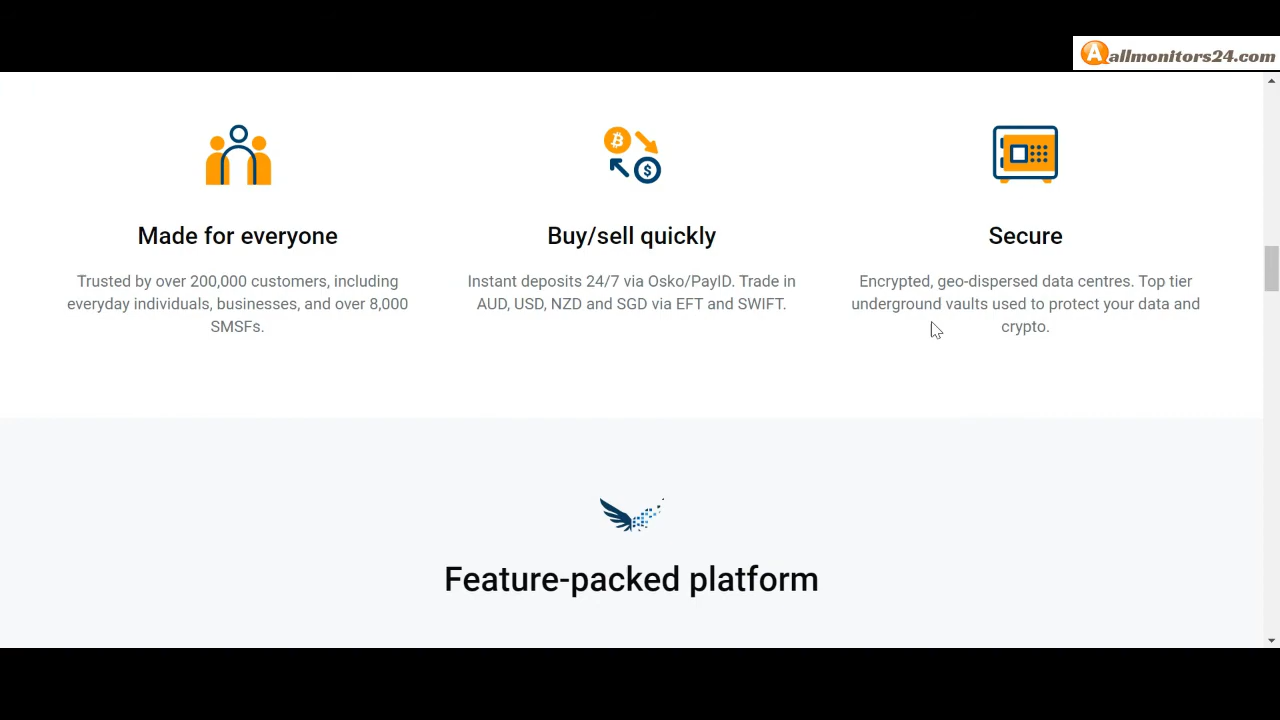 allmonitors24.com
Made for everyone
Trusted by over 200,000 customers, including
everyday individuals, businesses, and over 8,000
SMSFs.
Buy/sell quickly
Instant deposits 24/7 via Osko/PayID. Trade in
AUD, USD, NZD and SGD via EFT and SWIFT.
Secure
Encrypted, geo-dispersed data centres. Top tier
underground vaults used to protect your data and
crypto.
Feature-packed platform